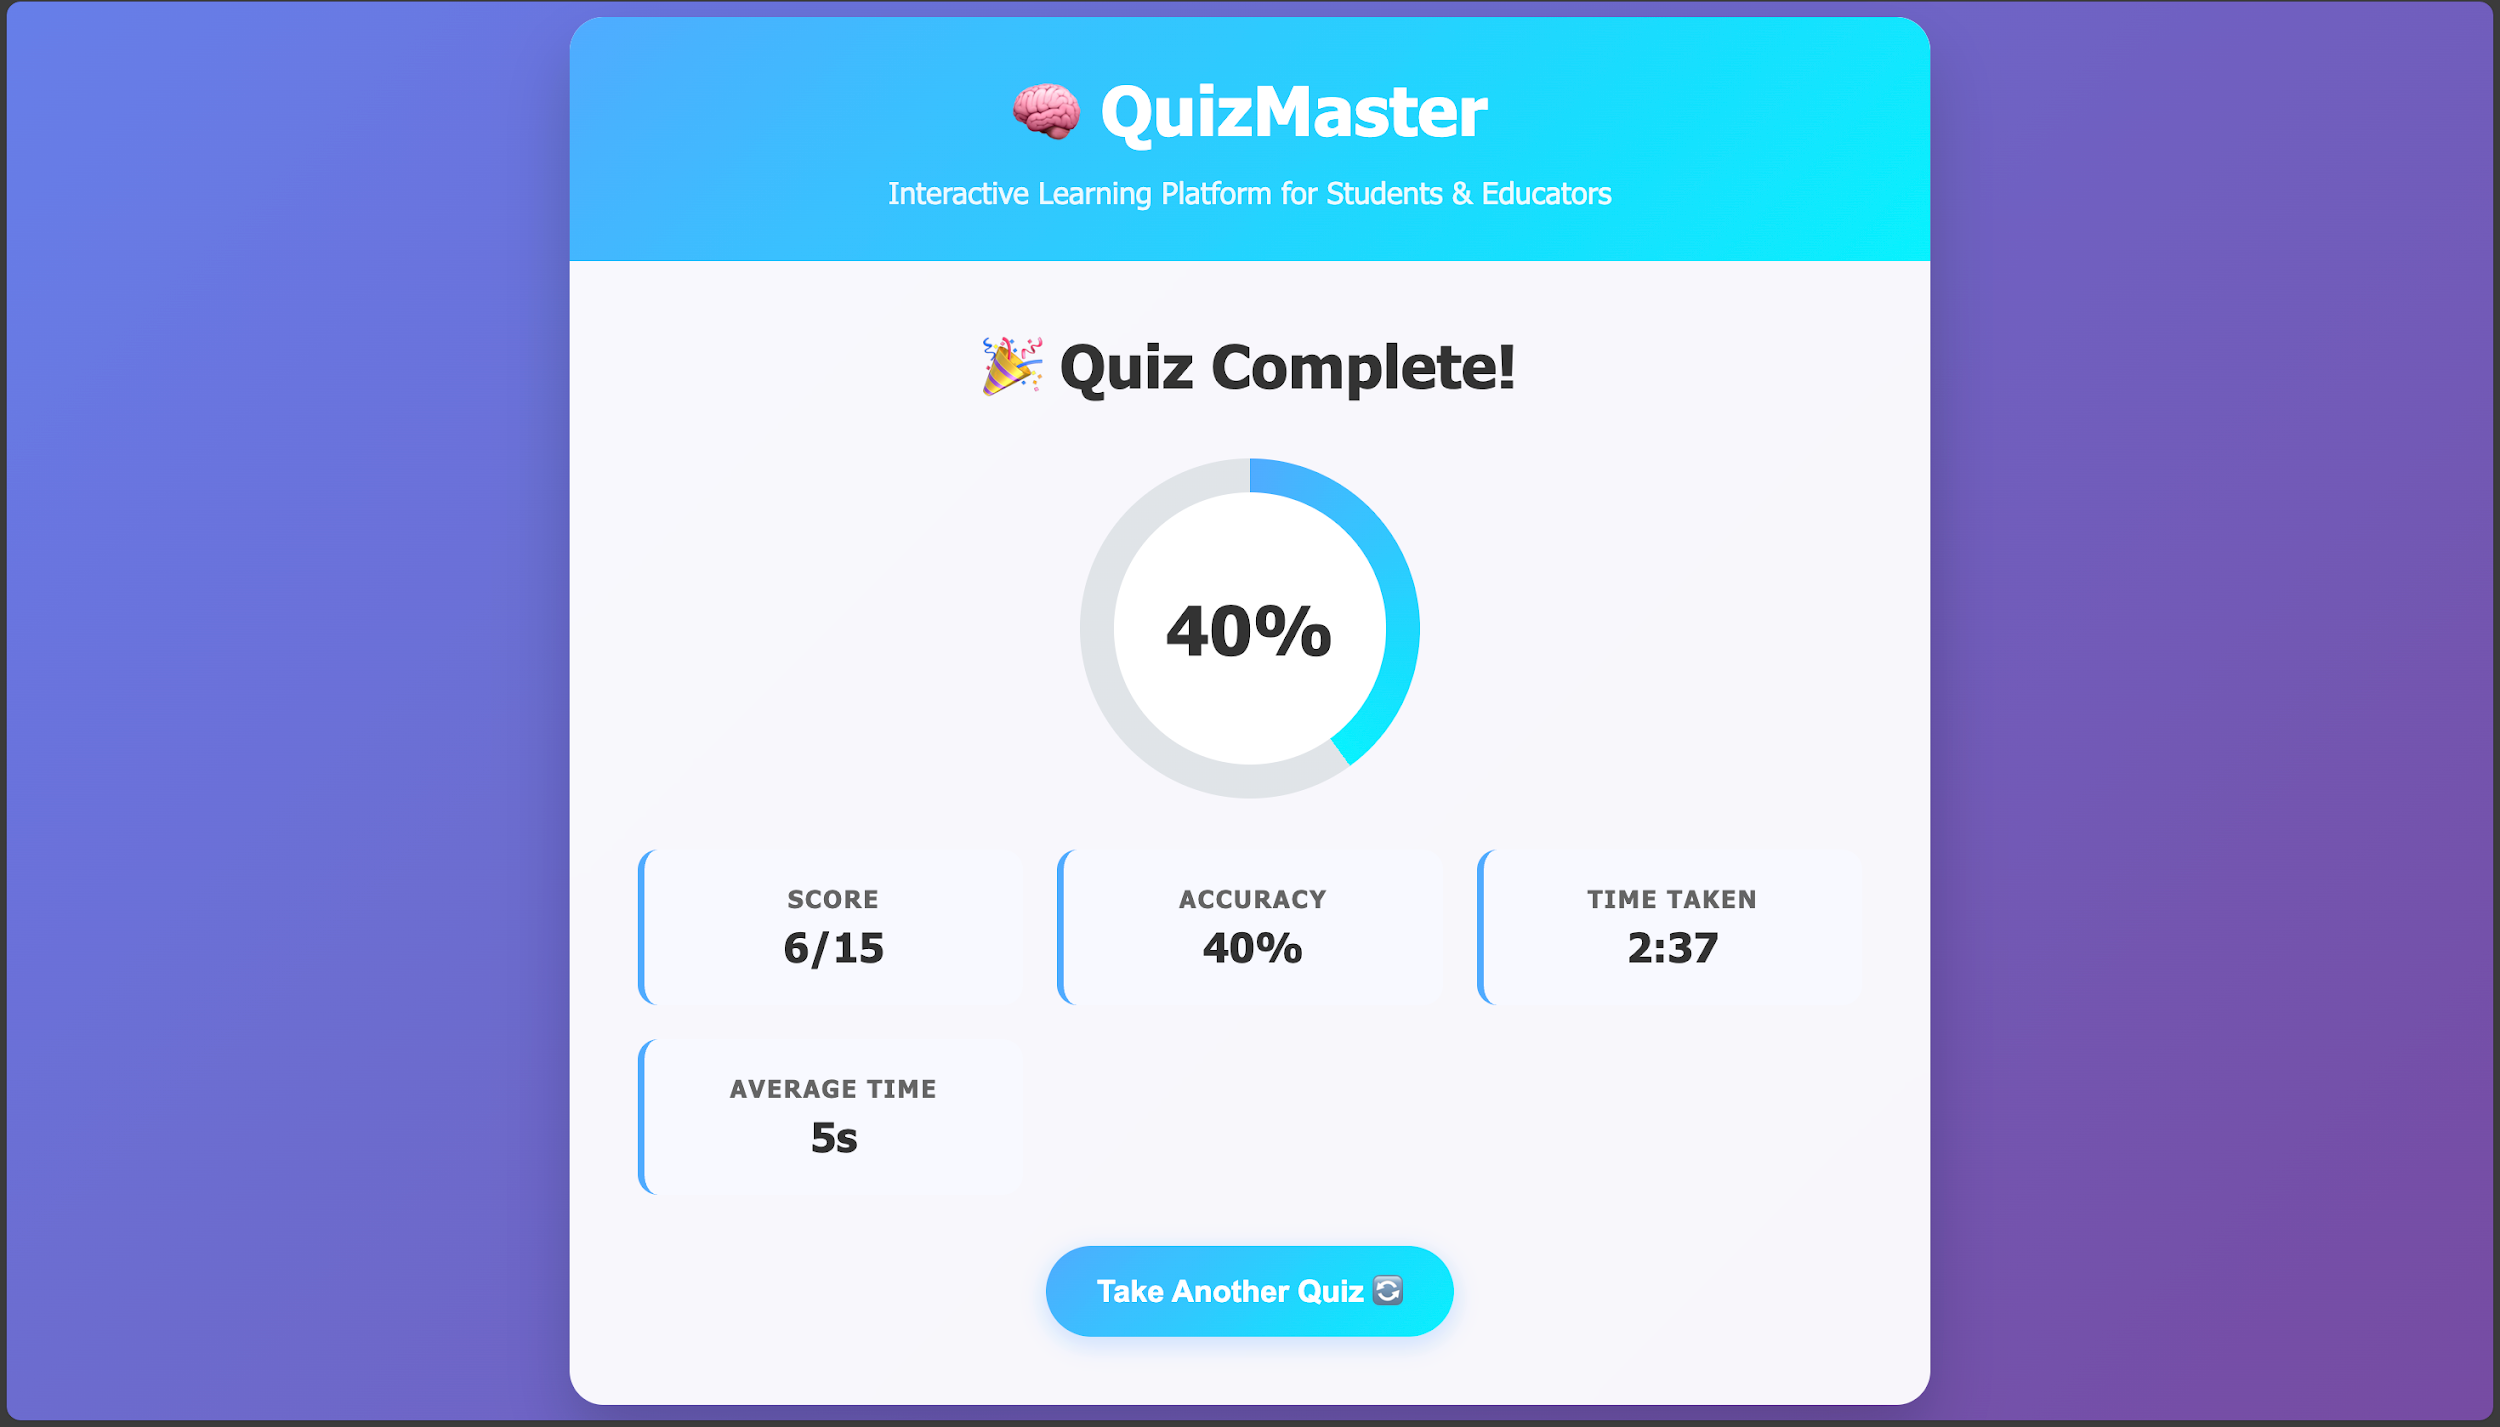 QuizMaster
Interactive Learning Platform for Students & Educators
Quiz Complete!
40%
SCORE
6/15
ACCURACY
40%
TIME TAKEN
2:37
AVERAGE TIME
5s
Take Another Quiz